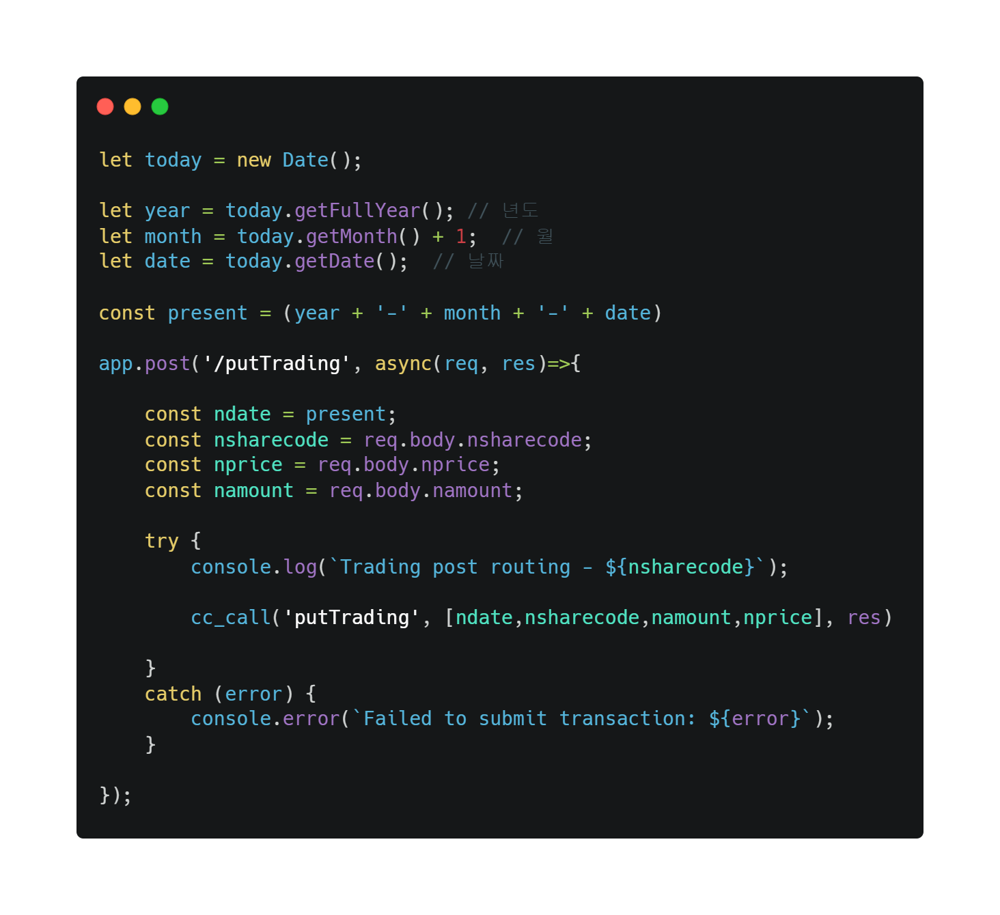 let today = new Date();
let year = today.getFullYear(); // 년도
let month = today.getMonth() + 1;  // 월
let date = today.getDate();  // 날짜
const present = (year + '-' + month + '-' + date)
app.post('/putTrading', async(req, res)=>{
    const ndate = present;
    const nsharecode = req.body.nsharecode;
    const nprice = req.body.nprice;
    const namount = req.body.namount;
    try {
        console.log(`Trading post routing - ${nsharecode}`);
        cc_call('putTrading', [ndate,nsharecode,namount,nprice], res)
    }
    catch (error) {
        console.error(`Failed to submit transaction: ${error}`);
    }
});